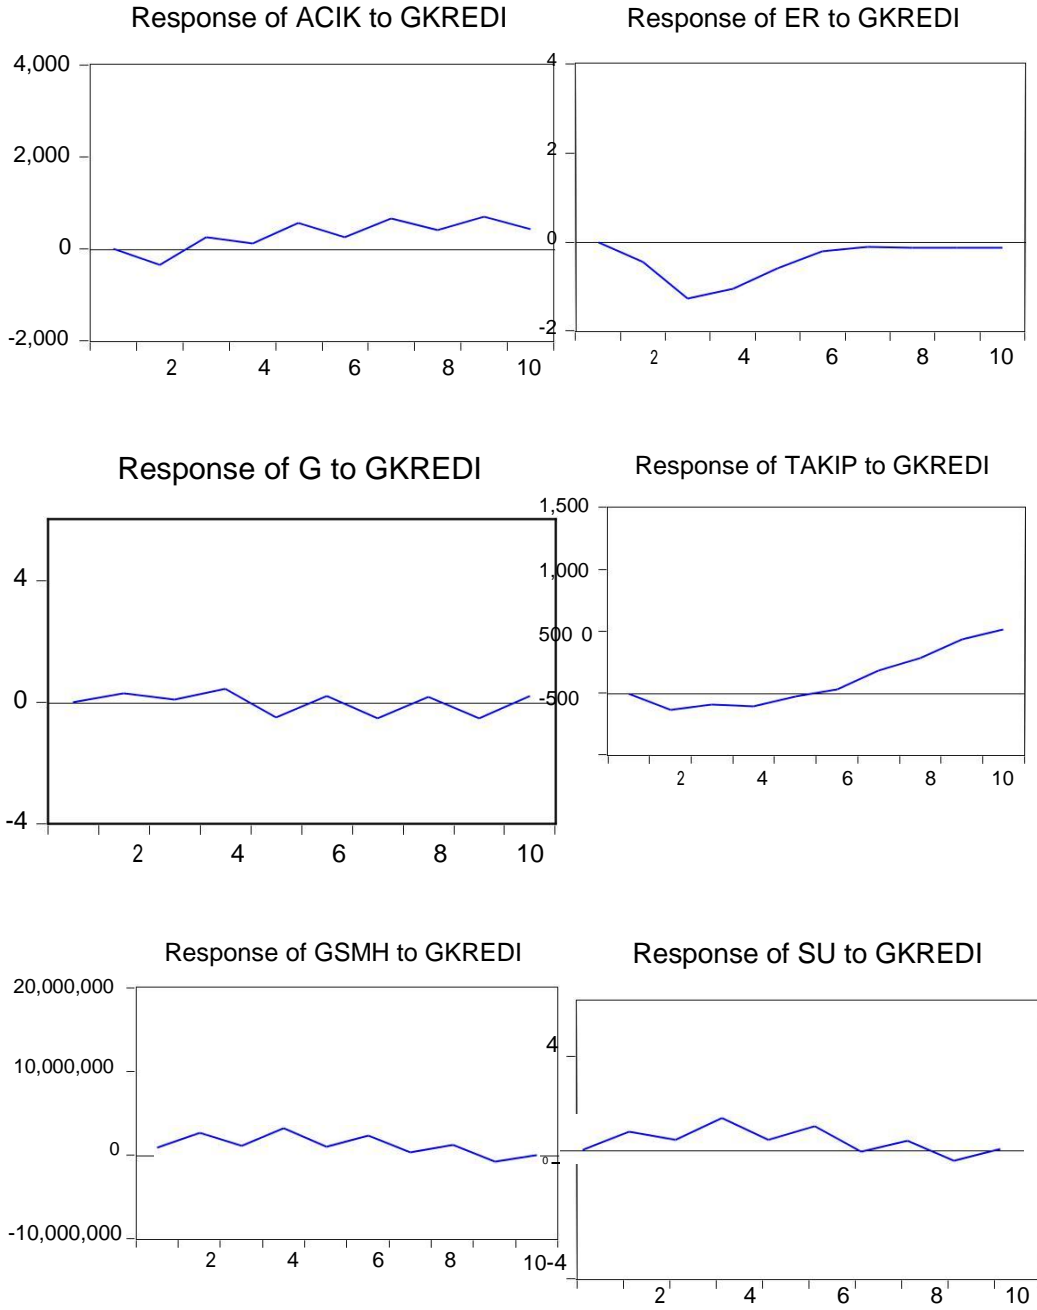 Response of ACIK to GKREDI
4,000
2,000
0
-2,000
2 4 6 8 10
Response of ER to GKREDI
4
2
0
-2
2 4 6 8 10
Response of G to GKREDI
4
0
-4
2 4 6 8 10
Response of TAKIP to GKREDI
1,500
1,000
500 0
-500
2 4 6 8 10
Response of GSMH to GKREDI
20,000,000
10,000,000
0
-10,000,000
2 4 6 8 10-4
Response of SU to GKREDI
4
0
2 4 6 8 10